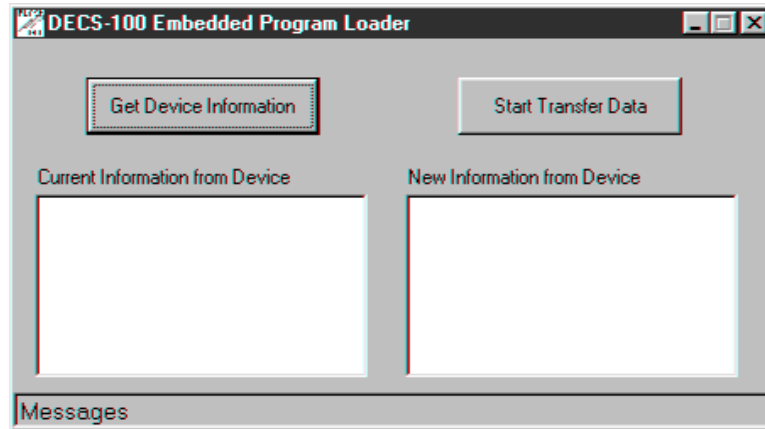 DECS-100 Embedded Program Loader
Get Device Information
Start Transfer Data
Current Information from Device
New Information from Device
Messages